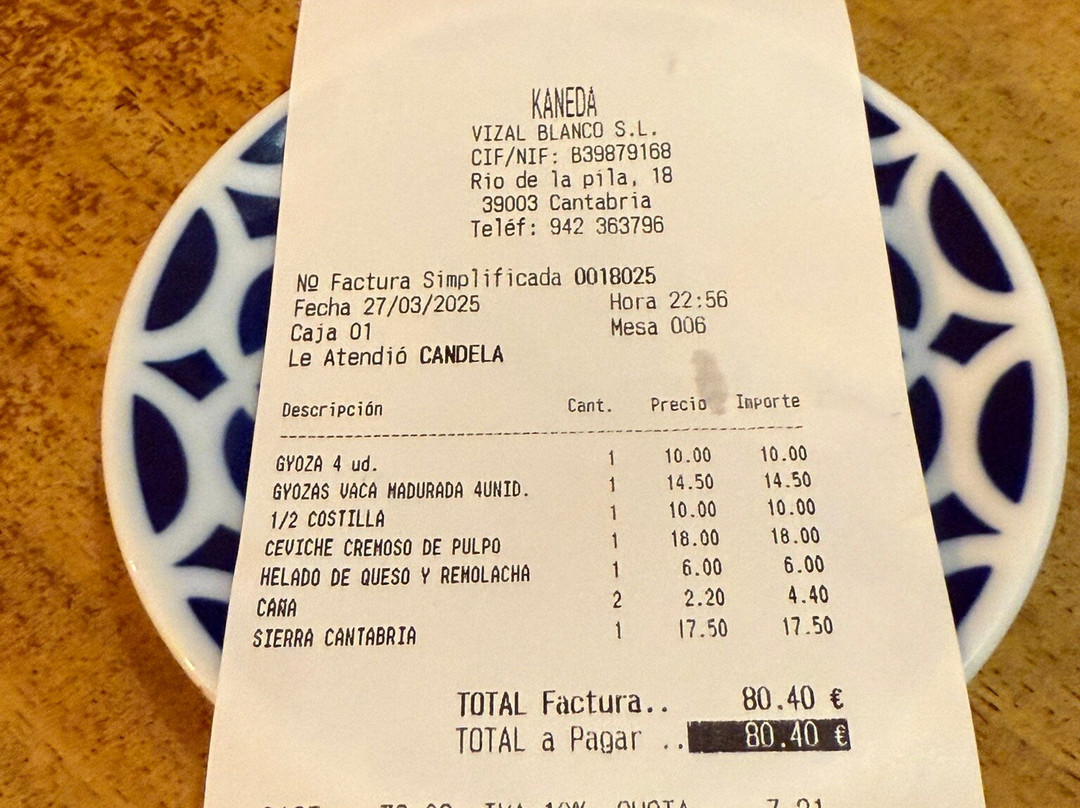 KANEDA
VIZAL BLANCO S.L.
CIF/NIF: B39879168
Rio de la pila, 18
39003 Cantabria
Teléf: 942 363796
Nº Factura Simplificada 0018025
Fecha 27/03/2025 Hora 22:56
Caja 01 Mesa 006
Le Atendió CANDELA
Descripción Cant. Precio Importe
GYOZA 4 ud. 1 10.00 10.00
GYOZAS VACA MADURADA 4UNID. 1 14.50 14.50
1/2 COSTILLA 1 10.00 10.00
CEVICHE CREMOSO DE PULPO 1 18.00 18.00
HELADO DE QUESO Y REMOLACHA 1 6.00 6.00
CAÑA 2 2.20 4.40
SIERRA CANTABRIA 1 17.50 17.50
TOTAL Factura.. 80.40 €
TOTAL a Pagar .. 80.40 €
IVA 10% CUOTA